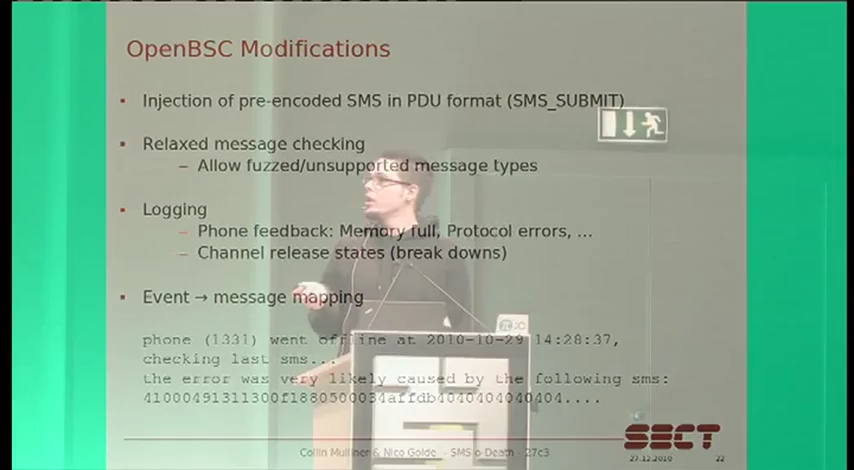 OpenBSC Modifications
▪ Injection of pre-encoded SMS in PDU format (SMS_SUBMIT)
▪ Relaxed message checking
– Allow fuzzed/unsupported message types
▪ Logging
– Phone feedback: Memory full, Protocol errors, ...
– Channel release states (break downs)
▪ Event → message mapping
phone (1331) went offline at 2010-10-29 14:28:37,
checking last sms...
the error was very likely caused by the following sms:
41000491311300f1880500034affdb4040404040404....
Collin Mulliner & Nico Golde - SMS-o-Death - 27c3
SECT
27.12.2010 22